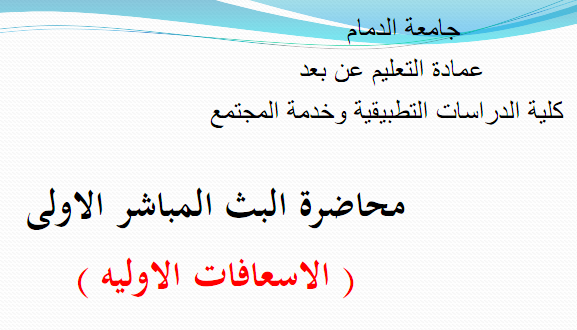 جامعة الدمام
عمادة التعليم عن بعد
كلية الدراسات التطبيقية وخدمة المجتمع
محاضرة البث المباشر الاولى
( الاسعافات الاوليه )